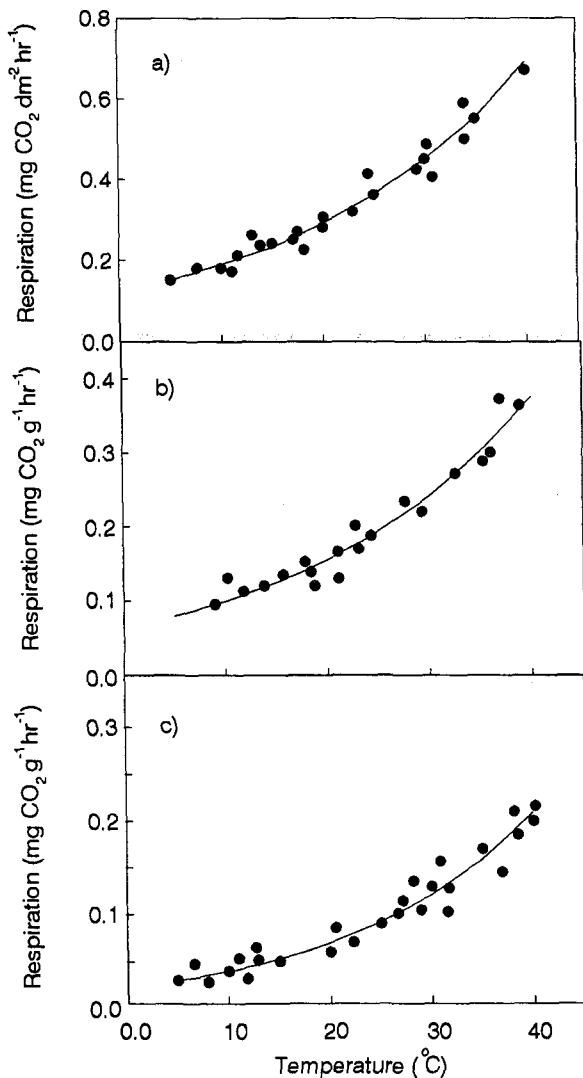 a)
0.8
0.6
0.4
0.2
0.0
Respiration (mg CO2 dm-2 hr-1)
b)
0.4
0.3
0.2
0.1
0.0
Respiration (mg CO2 g-1 hr-1)
c)
0.3
0.2
0.1
0.0
Respiration (mg CO2 g-1 hr-1)
0.0 10 20 30 40
Temperature (°C)